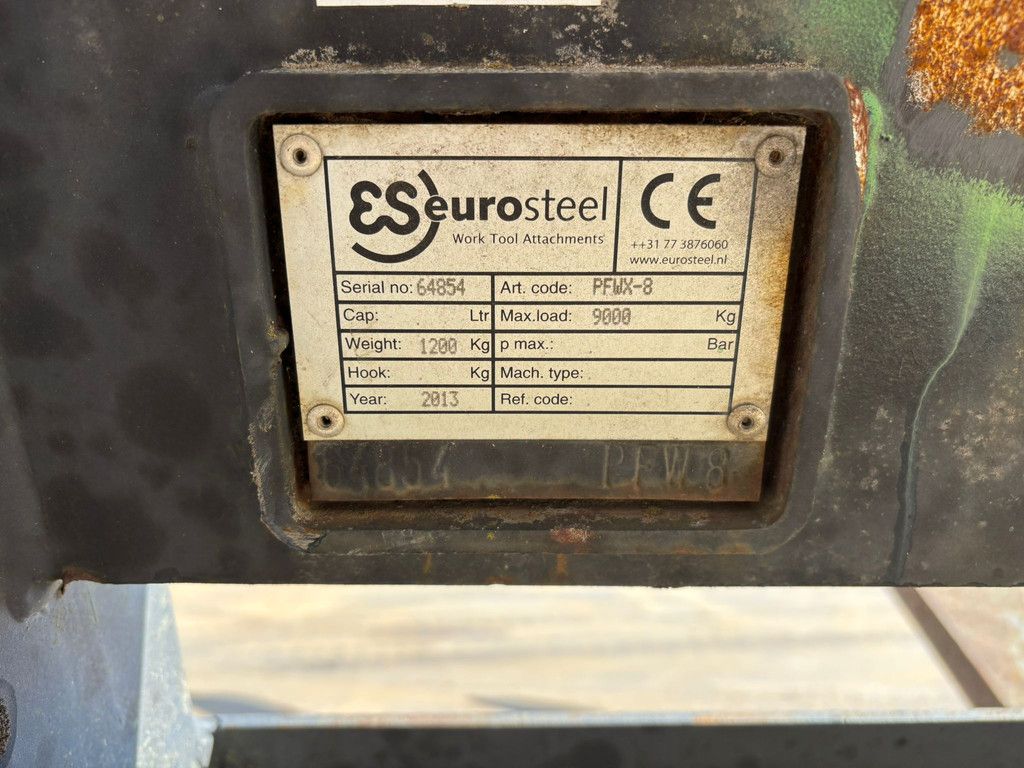 ES eurosteel
Work Tool Attachments
CE
++31 77 3876060
www.eurosteel.nl
Serial no: 64854 Art. code: PFWX-8
Cap: Ltr Max.load: 9000 Kg
Weight: 1200 Kg p max.: Bar
Hook: Kg Mach. type:
Year: 2013 Ref. code:
64854 PFW 8